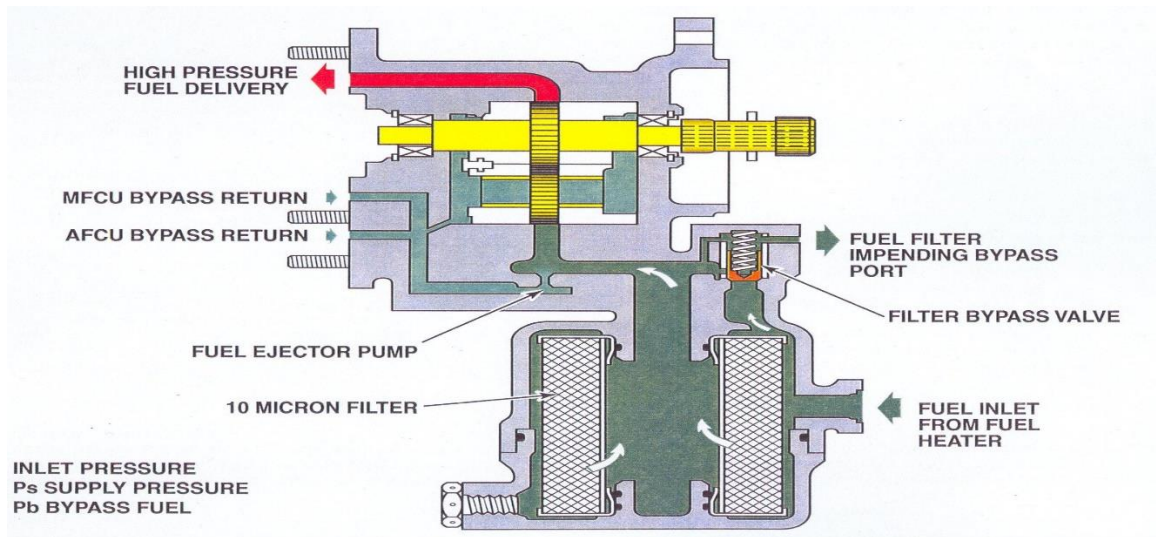 HIGH PRESSURE
FUEL DELIVERY
MFCU BYPASS RETURN
AFCU BYPASS RETURN
FUEL FILTER
IMPENDING BYPASS
PORT
FILTER BYPASS VALVE
FUEL EJECTOR PUMP
10 MICRON FILTER
FUEL INLET
FROM FUEL
HEATER
INLET PRESSURE
Ps SUPPLY PRESSURE
Pb BYPASS FUEL